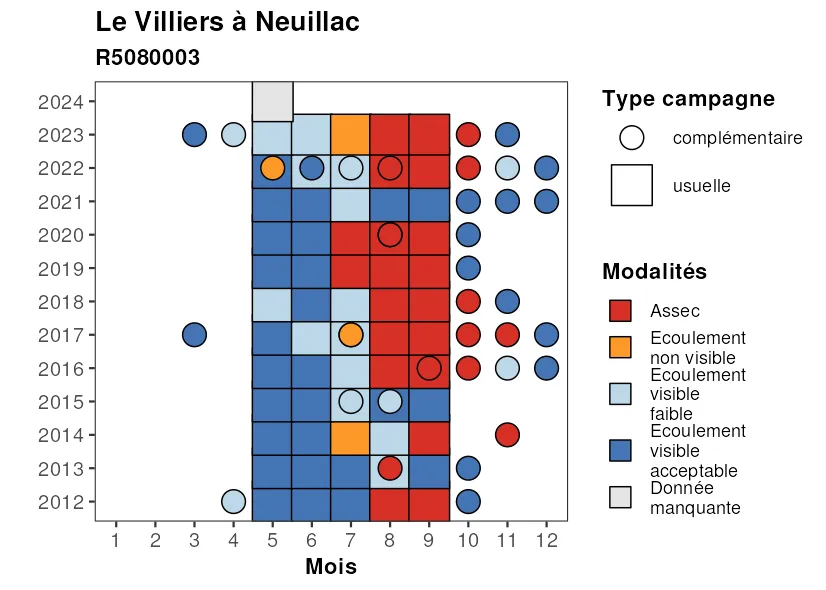 Le Villiers à Neuillac
R5080003
2024
2023
2022
2021
2020
2019
2018
2017
2016
2015
2014
2013
2012
1 2 3 4 5 6 7 8 9 10 11 12
Mois
Type campagne
complémentaire
usuelle
Modalités
Assec
Ecoulement
non visible
Ecoulement
visible
faible
Ecoulement
visible
acceptable
Donnée
manquante